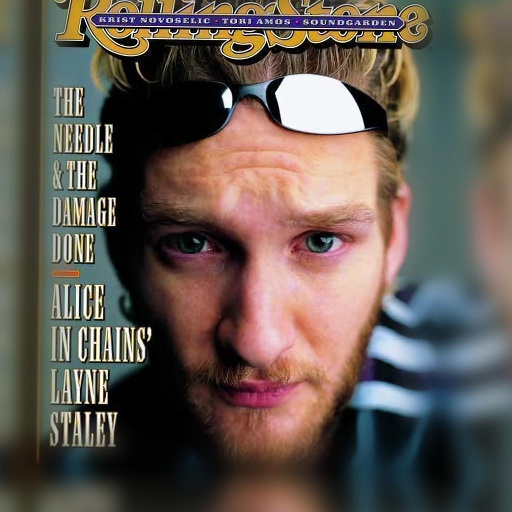 RollingStone
KRIST NOVOSELIC · TORI AMOS · SOUNDGARDEN
THE
NEEDLE
& THE
DAMAGE
DONE
ALICE
IN CHAINS'
LAYNE
STALEY